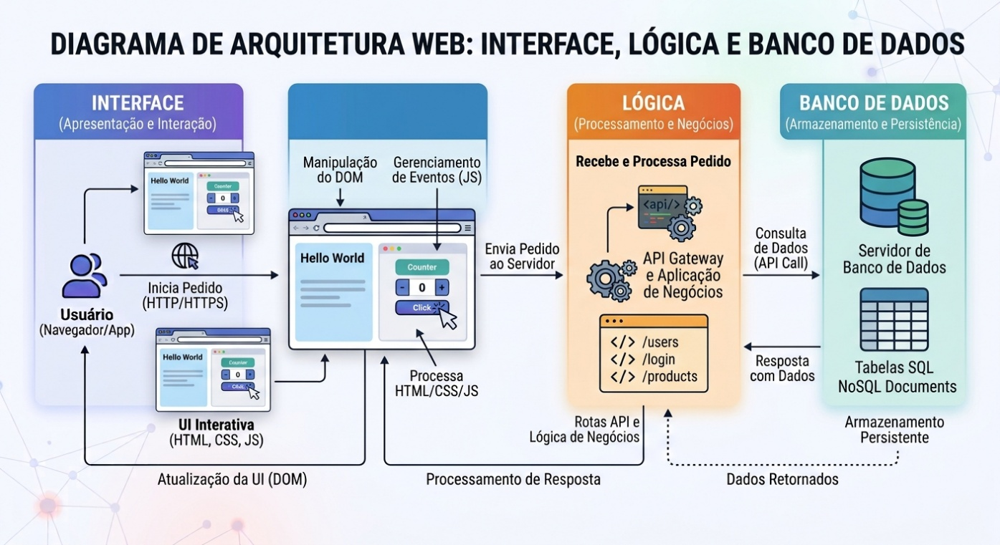 DIAGRAMA DE ARQUITETURA WEB: INTERFACE, LÓGICA E BANCO DE DADOS
INTERFACE
(Apresentação e Interação)
Hello World
Counter
- 0
Usuário
(Navegador/App)
Inicia Pedido
(HTTP/HTTPS)
Hello World
Counter
- 0 +
Click
UI Interativa
(HTML, CSS, JS)
Atualização da UI (DOM)
Manipulação
do DOM
Gerenciamento
de Eventos (JS)
Hello World
Counter
- 0 +
Click
Processa
HTML/CSS/JS
Envia Pedido
ao Servidor
Processamento de Resposta
LÓGICA
(Processamento e Negócios)
Recebe e Processa Pedido
<api/>
API Gateway
e Aplicação
de Negócios
</> /users
</> /login
</> /products
Rotas API e
Lógica de Negócios
Consulta
de Dados
(API Call)
Resposta
com Dados
BANCO DE DADOS
(Armazenamento e Persistência)
Servidor de
Banco de Dados
Tabelas SQL
NoSQL Documents
Armazenamento
Persistente
Dados Retornados